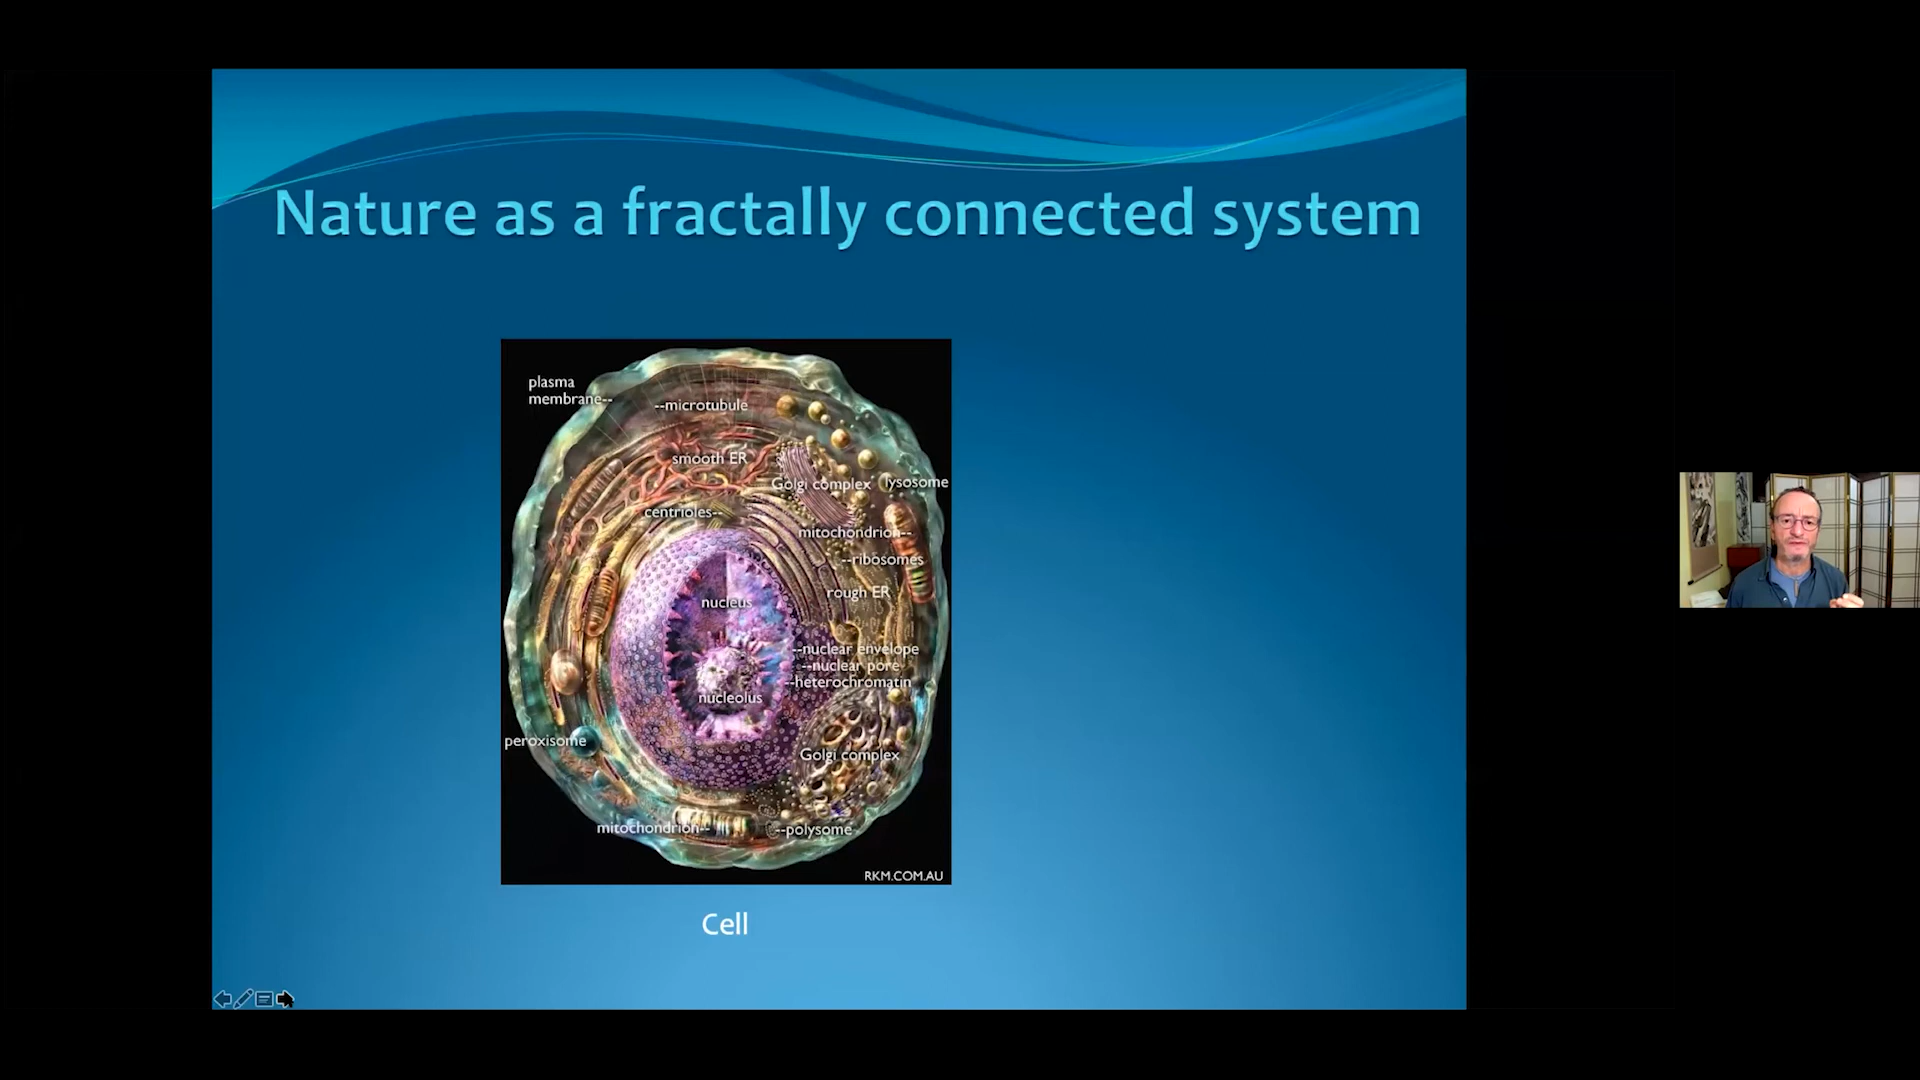 Nature as a fractally connected system
plasma
membrane--
--microtubule
smooth ER
Golgi complex
lysosome
centrioles--
mitochondrion--
--ribosomes
rough ER
nucleus
--nuclear envelope
--nuclear pore
--heterochromatin
nucleolus
peroxisome
Golgi complex
mitochondrion--
--polysome
RKM.COM.AU
Cell